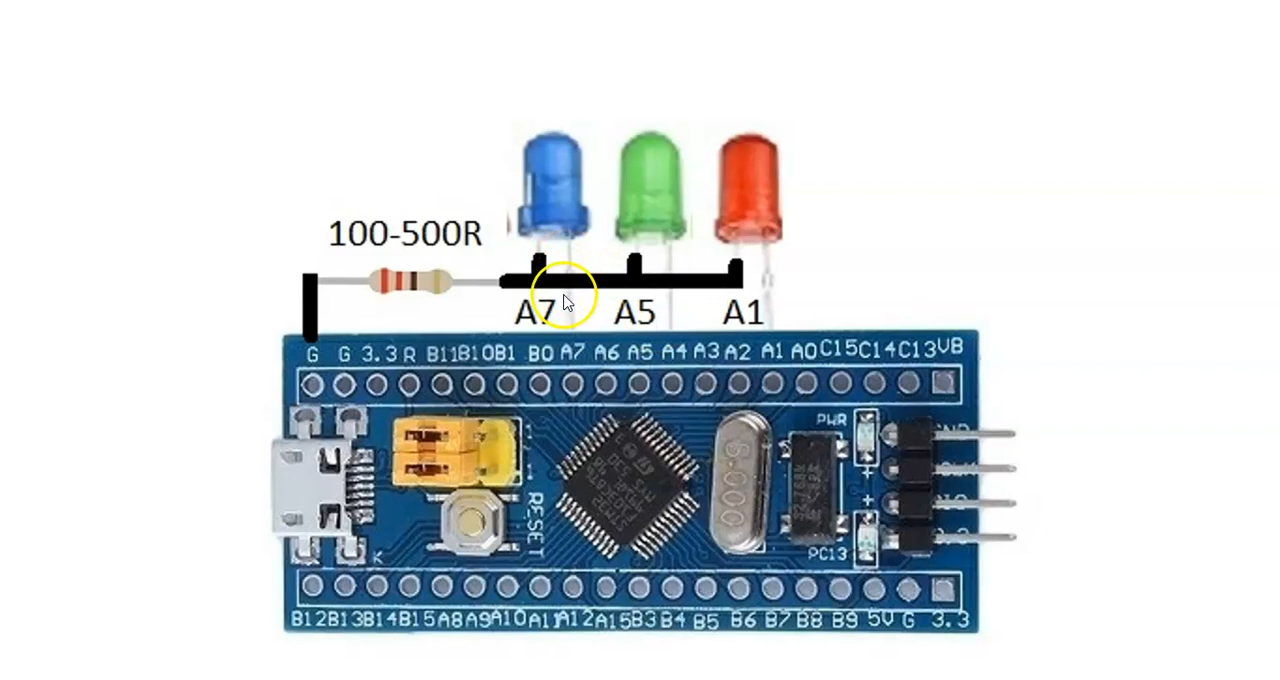 100-500R
A7 A5 A1
G G 3.3 R B11 B10 B1 B0 A7 A6 A5 A4 A3 A2 A1 A0 C15 C14 C13 VB
PWR
8.000
RESET
PC13
B12 B13 B14 B15 A8 A9 A10 A11 A12 A15 B3 B4 B5 B6 B7 B8 B9 5V G 3.3